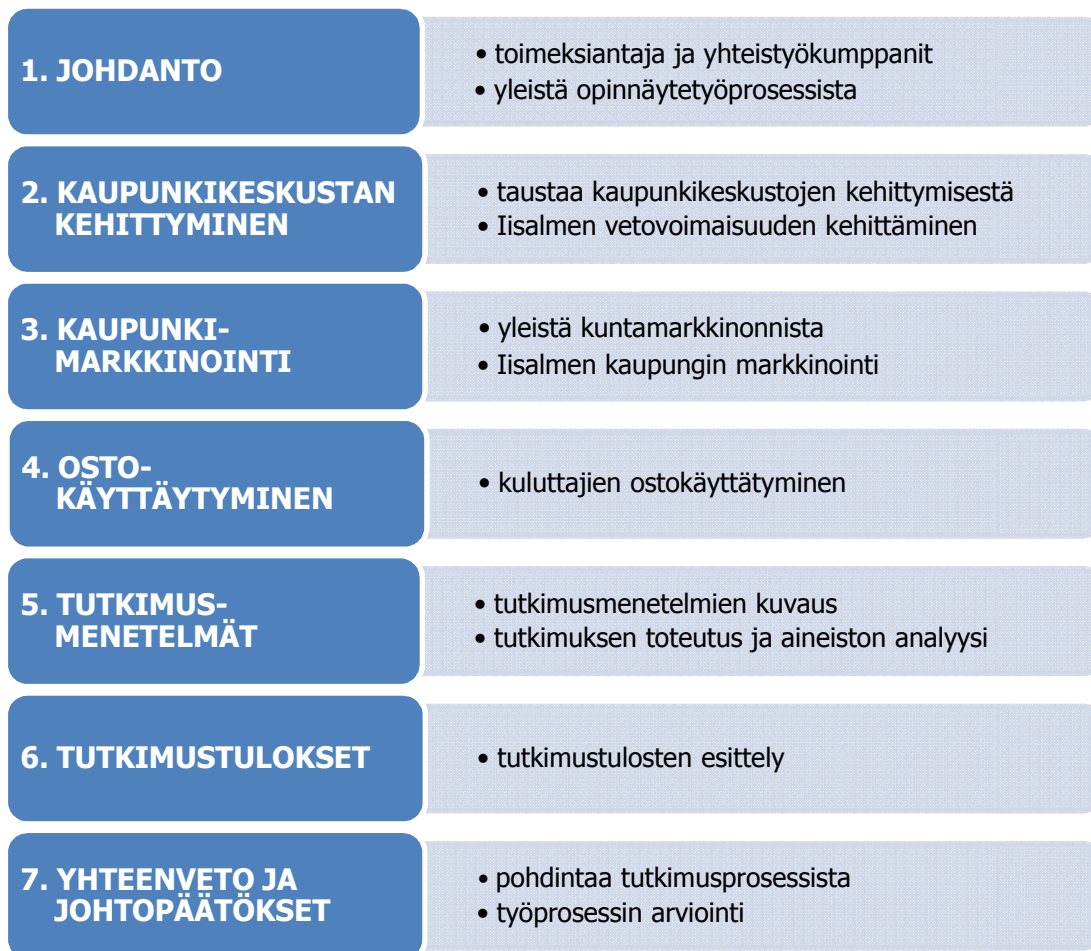 1. JOHDANTO
• toimeksiantaja ja yhteistyökumppanit
• yleistä opinnäytetyöprosessista
2. KAUPUNKIKESKUSTAN
KEHITTYMINEN
• taustaa kaupunkikeskustojen kehittymisestä
• Iisalmen vetovoimaisuuden kehittäminen
3. KAUPUNKI-
MARKKINOINTI
• yleistä kuntamarkkinonnista
• Iisalmen kaupungin markkinointi
4. OSTO-
KÄYTTÄYTYMINEN
• kuluttajien ostokäyttätyminen
5. TUTKIMUS-
MENETELMÄT
• tutkimusmenetelmien kuvaus
• tutkimuksen toteutus ja aineiston analyysi
6. TUTKIMUSTULOKSET
• tutkimustulosten esittely
7. YHTEENVETO JA
JOHTOPÄÄTÖKSET
• pohdintaa tutkimusprosessista
• työprosessin arviointi